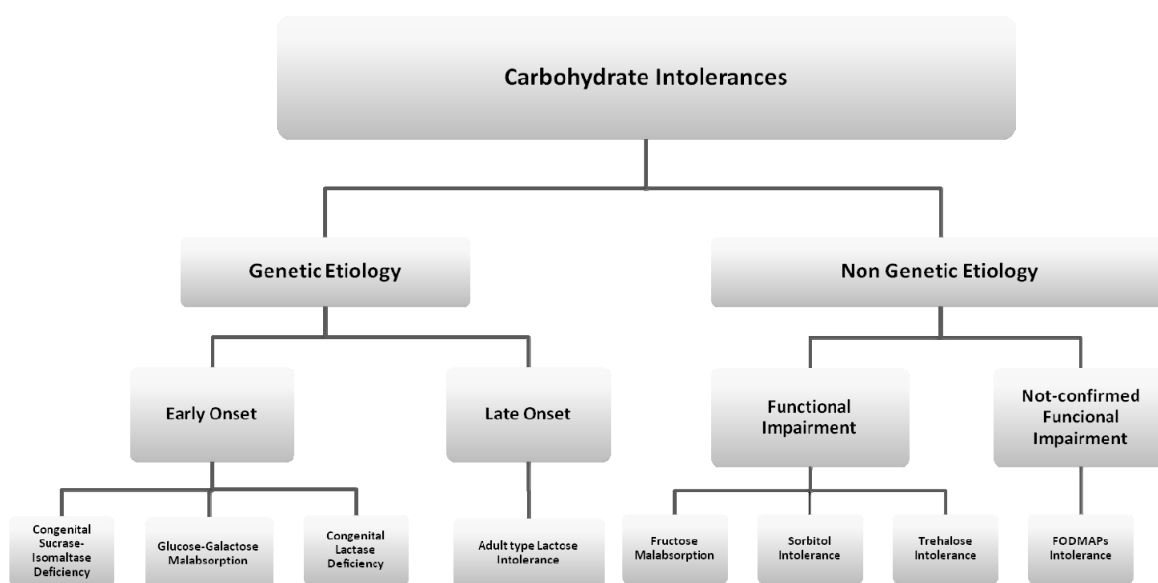 Carbohydrate Intolerances
Genetic Etiology
Non Genetic Etiology
Early Onset
Late Onset
Functional
Impairment
Not-confirmed
Funcional
Impairment
Congenital
Sucrase-
Isomaltase
Deficiency
Glucose-Galactose
Malabsorption
Congenital
Lactase
Deficiency
Adult type Lactose
Intolerance
Fructose
Malabsorption
Sorbitol
Intolerance
Trehalose
Intolerance
FODMAPs
Intolerance